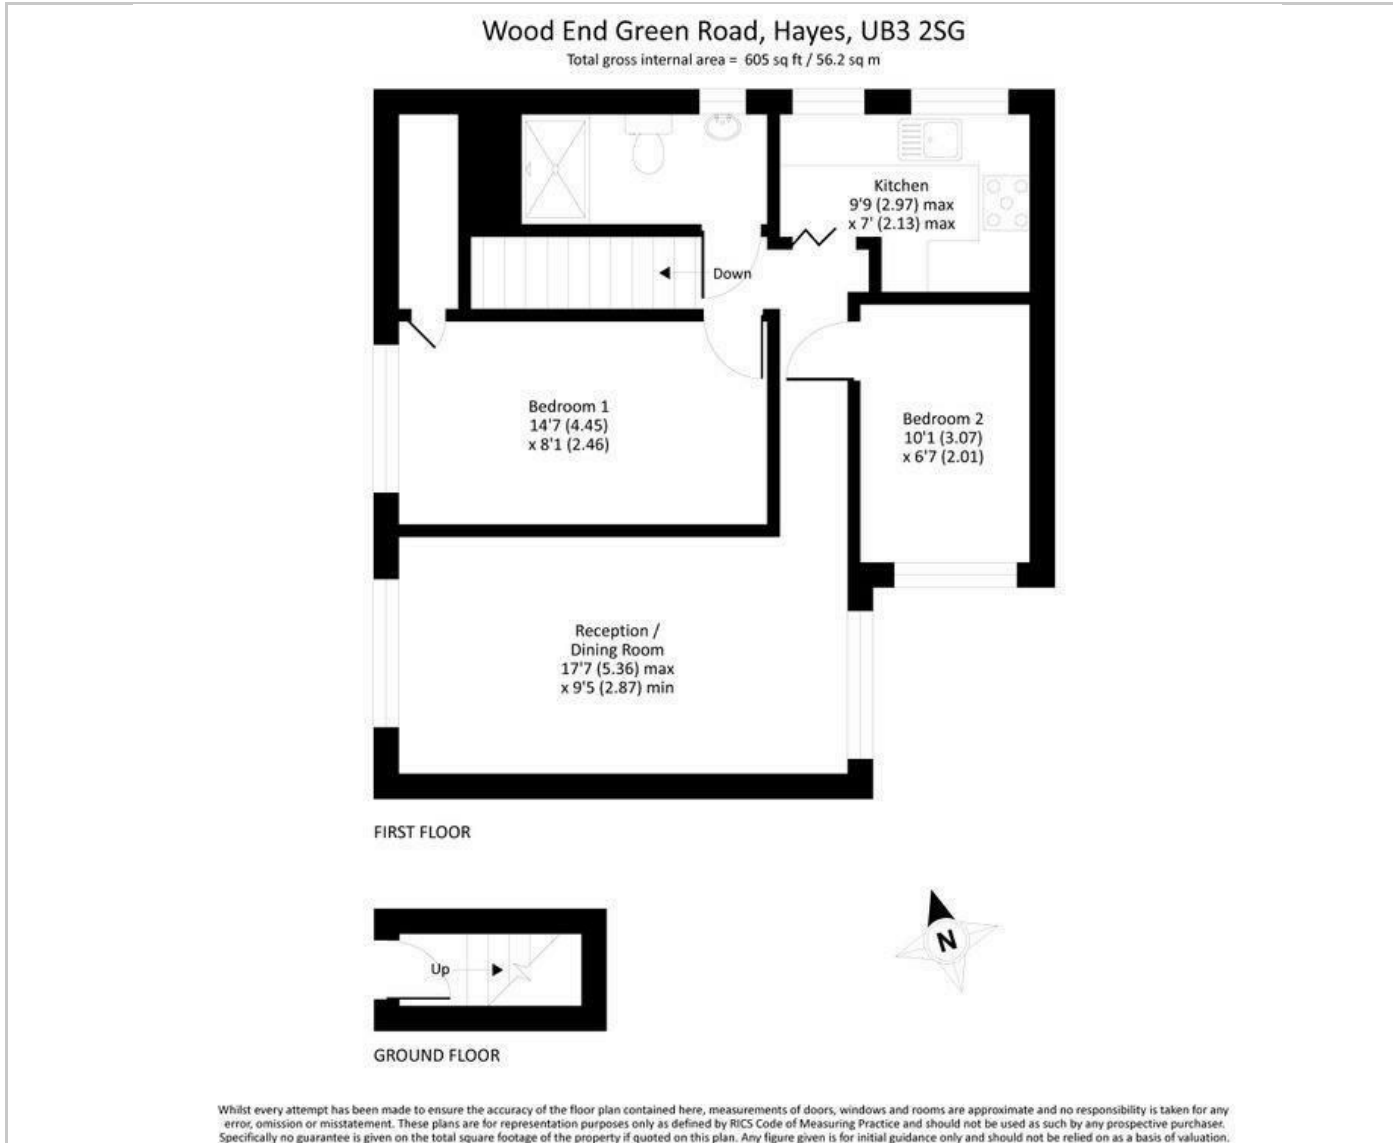 Wood End Green Road, Hayes, UB3 2SG
Total gross internal area = 605 sq ft / 56.2 sq m
Kitchen
9'9 (2.97) max
x 7' (2.13) max
Down
Bedroom 1
14'7 (4.45)
x 8'1 (2.46)
Bedroom 2
10'1 (3.07)
x 6'7 (2.01)
Reception /
Dining Room
17'7 (5.36) max
x 9'5 (2.87) min
FIRST FLOOR
Up
N
GROUND FLOOR
Whilst every attempt has been made to ensure the accuracy of the floor plan contained here, measurements of doors, windows and rooms are approximate and no responsibility is taken for any
error, omission or misstatement. These plans are for representation purposes only as defined by RICS Code of Measuring Practice and should not be used as such by any prospective purchaser.
Specifically no guarantee is given on the total square footage of the property if quoted on this plan. Any figure given is for initial guidance only and should not be relied on as a basis of valuation.